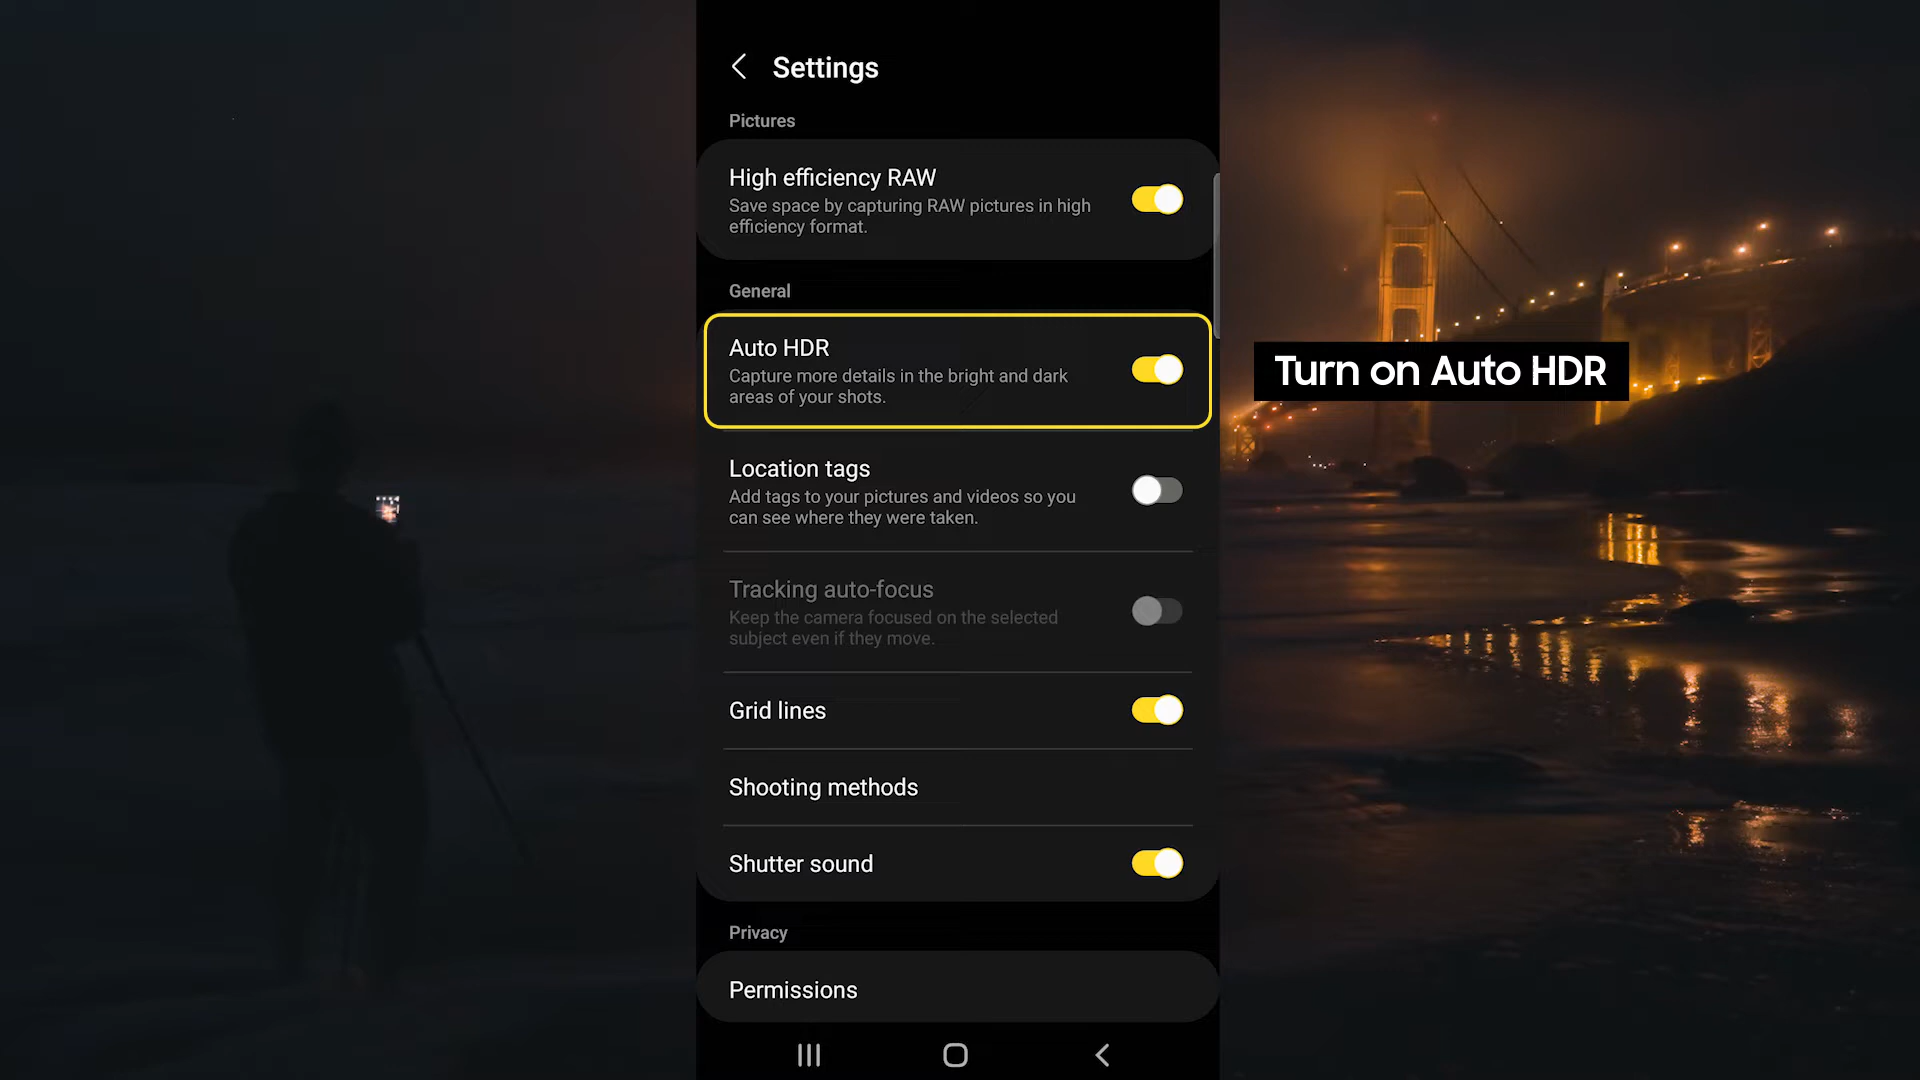 Settings
Pictures
High efficiency RAW
Save space by capturing RAW pictures in high
efficiency format.
General
Auto HDR
Capture more details in the bright and dark
areas of your shots.
Turn on Auto HDR
Location tags
Add tags to your pictures and videos so you
can see where they were taken.
Tracking auto-focus
Keep the camera focused on the selected
subject even if they move.
Grid lines
Shooting methods
Shutter sound
Privacy
Permissions